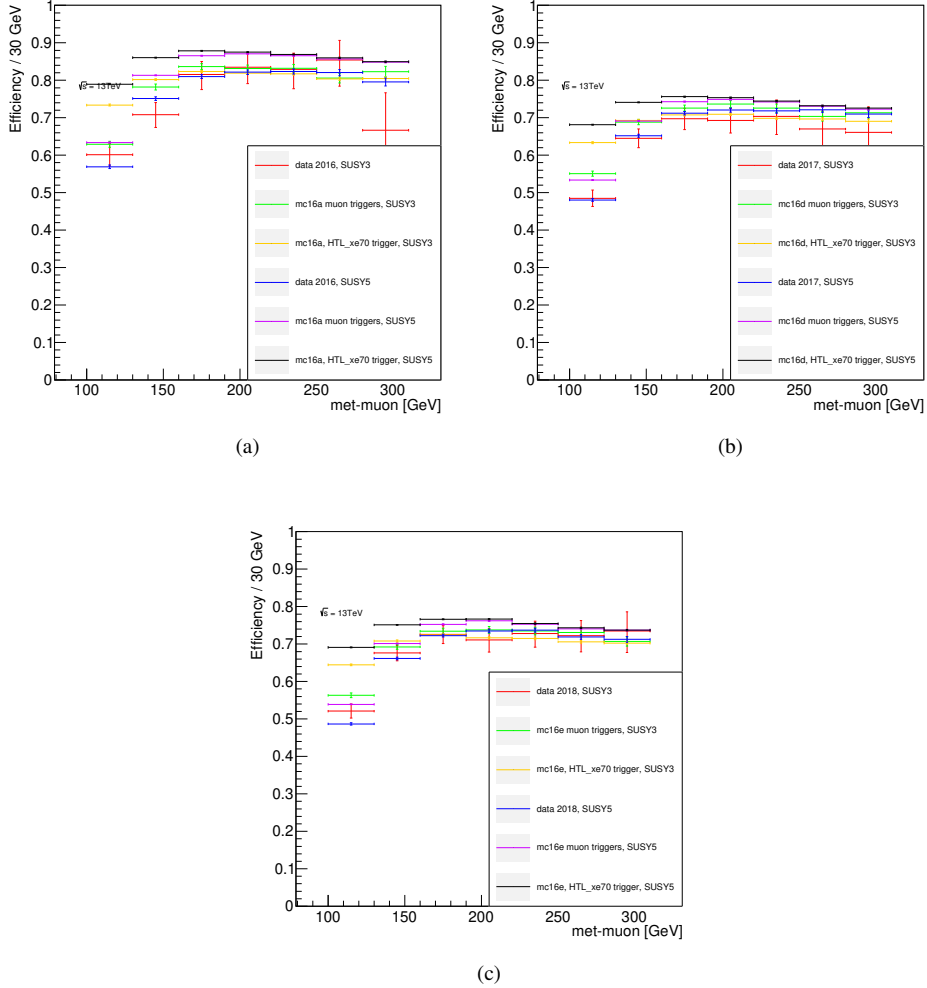 Efficiency / 30 GeV
1
0.9
0.8
0.7
0.6
0.5
0.4
0.3
0.2
0.1
0
√s = 13TeV
data 2016, SUSY3
mc16a muon triggers, SUSY3
mc16a, HTL_xe70 trigger, SUSY3
data 2016, SUSY5
mc16a muon triggers, SUSY5
mc16a, HTL_xe70 trigger, SUSY5
100 150 200 250 300
met-muon [GeV]
(a)
Efficiency / 30 GeV
1
0.9
0.8
0.7
0.6
0.5
0.4
0.3
0.2
0.1
0
√s = 13TeV
data 2017, SUSY3
mc16d muon triggers, SUSY3
mc16d, HTL_xe70 trigger, SUSY3
data 2017, SUSY5
mc16d muon triggers, SUSY5
mc16d, HTL_xe70 trigger, SUSY5
100 150 200 250 300
met-muon [GeV]
(b)
Efficiency / 30 GeV
1
0.9
0.8
0.7
0.6
0.5
0.4
0.3
0.2
0.1
0
√s = 13TeV
data 2018, SUSY3
mc16e muon triggers, SUSY3
mc16e, HTL_xe70 trigger, SUSY3
data 2018, SUSY5
mc16e muon triggers, SUSY5
mc16e, HTL_xe70 trigger, SUSY5
100 150 200 250 300
met-muon [GeV]
(c)